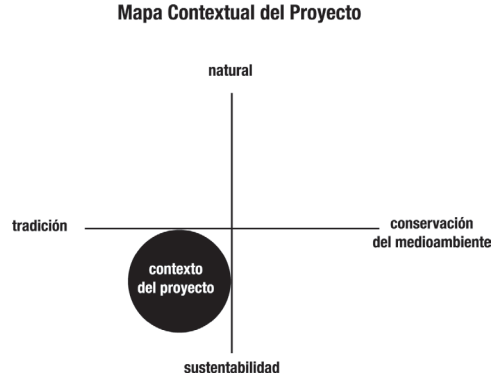 Mapa Contextual del Proyecto
natural
tradición
conservación
del medioambiente
contexto
del proyecto
sustentabilidad